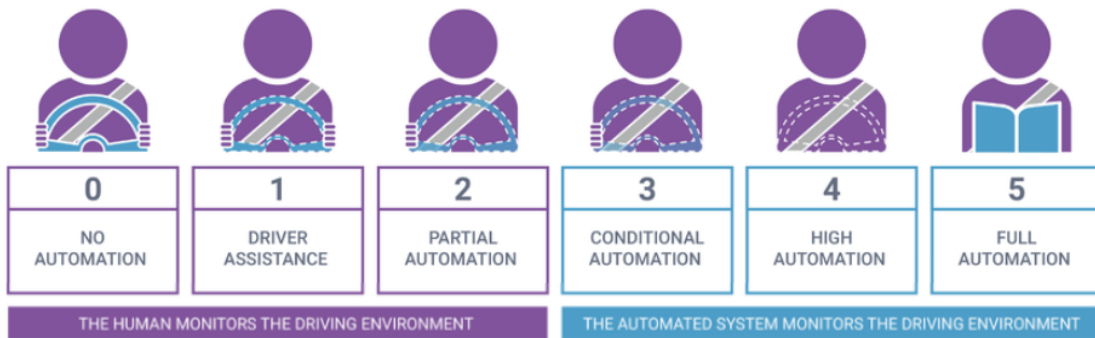 0
NO
AUTOMATION
1
DRIVER
ASSISTANCE
2
PARTIAL
AUTOMATION
3
CONDITIONAL
AUTOMATION
4
HIGH
AUTOMATION
5
FULL
AUTOMATION
THE HUMAN MONITORS THE DRIVING ENVIRONMENT
THE AUTOMATED SYSTEM MONITORS THE DRIVING ENVIRONMENT